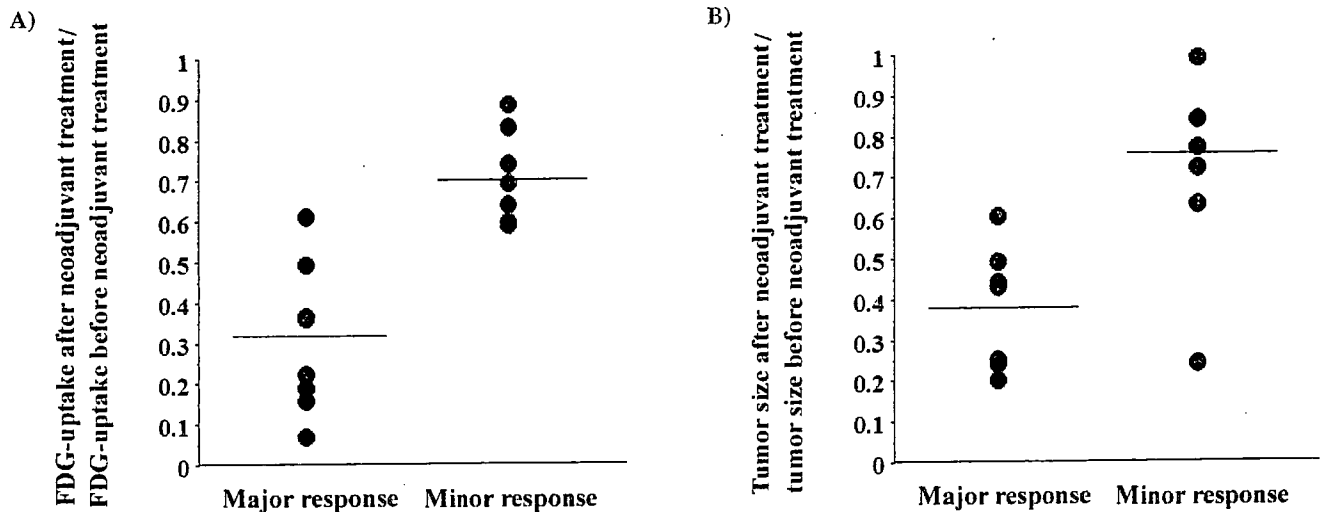 A)
FDG-uptake after neoadjuvant treatment/
FDG-uptake before neoadjuvant treatment
1
0.9
0.8
0.7
0.6
0.5
0.4
0.3
0.2
0.1
0
Major response
Minor response
B)
Tumor size after neoadjuvant treatment/
tumor size before neoadjuvant treatment
1
0.9
0.8
0.7
0.6
0.5
0.4
0.3
0.2
0.1
0
Major response
Minor response